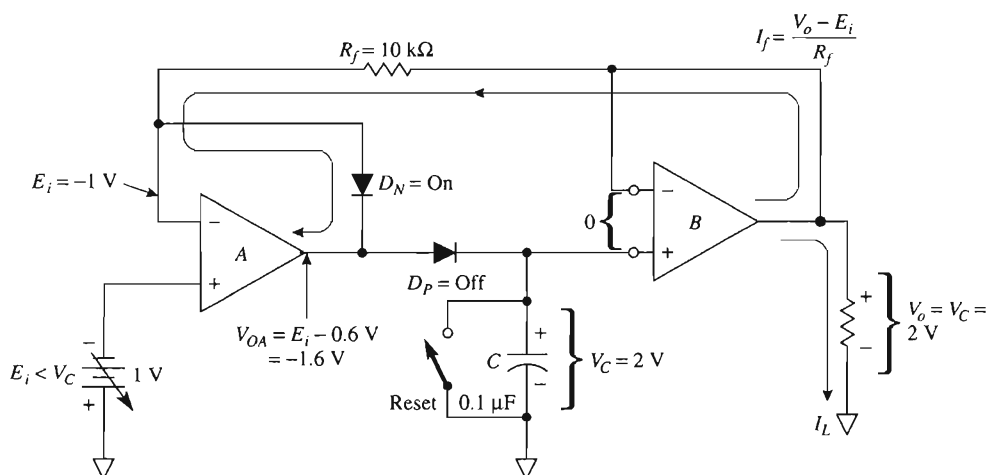 I_f = (V_o − E_i) / R_f
R_f = 10 kΩ
E_i = −1 V
D_N = On
−
A
+
−
B
+
0
D_P = Off
V_OA = E_i − 0.6 V
= −1.6 V
E_i < V_C
−
+
1 V
Reset
C
0.1 µF
+
−
V_C = 2 V
+
−
V_o = V_C =
2 V
I_L